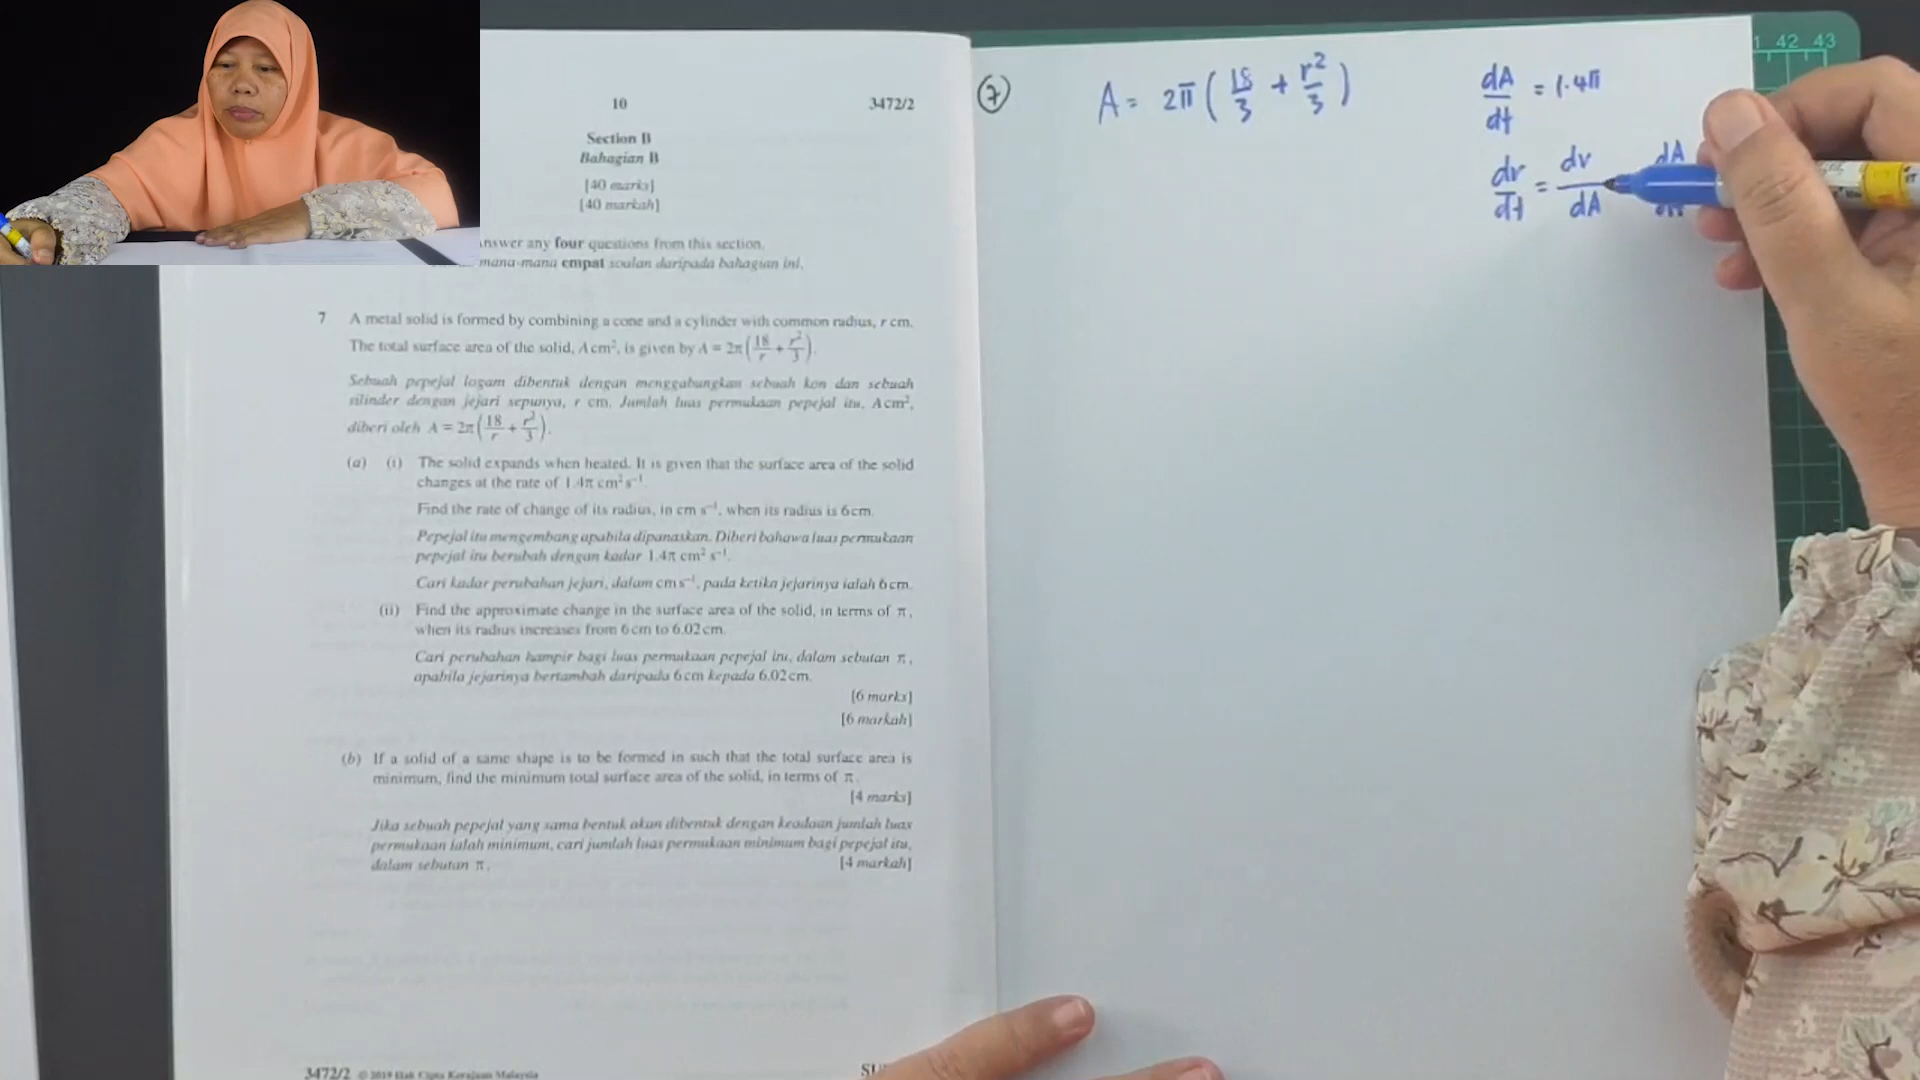 10
3472/2
Section B
Bahagian B
[40 marks]
[40 markah]
nswer any four questions from this section.
mana-mana empat soalan daripada bahagian ini.
7 A metal solid is formed by combining a cone and a cylinder with common radius, r cm.
The total surface area of the solid, A cm², is given by A = 2π(18/r + r²/3).
Sebuah pepejal logam dibentuk dengan menggabungkan sebuah kon dan sebuah
silinder dengan jejari sepunya, r cm. Jumlah luas permukaan pepejal itu, A cm²,
diberi oleh A = 2π(18/r + r²/3).
(a) (i) The solid expands when heated. It is given that the surface area of the solid
changes at the rate of 1.4π cm² s⁻¹.
Find the rate of change of its radius, in cm s⁻¹, when its radius is 6 cm.
Pepejal itu mengembang apabila dipanaskan. Diberi bahawa luas permukaan
pepejal itu berubah dengan kadar 1.4π cm² s⁻¹.
Cari kadar perubahan jejari, dalam cm s⁻¹, pada ketika jejarinya ialah 6 cm.
(ii) Find the approximate change in the surface area of the solid, in terms of π,
when its radius increases from 6 cm to 6.02 cm.
Cari perubahan hampir bagi luas permukaan pepejal itu, dalam sebutan π,
apabila jejarinya bertambah daripada 6 cm kepada 6.02 cm.
[6 marks]
[6 markah]
(b) If a solid of a same shape is to be formed in such that the total surface area is
minimum, find the minimum total surface area of the solid, in terms of π.
[4 marks]
Jika sebuah pepejal yang sama bentuk akan dibentuk dengan keadaan jumlah luas
permukaan ialah minimum, cari jumlah luas permukaan minimum bagi pepejal itu,
dalam sebutan π.
[4 markah]
3472/2 © 2019 Hak Cipta Kerajaan Malaysia
SU
7 A = 2π(18/3 + r²/3)
dA/dt = 1.4π
dr/dt = dr/dA dA
42 43